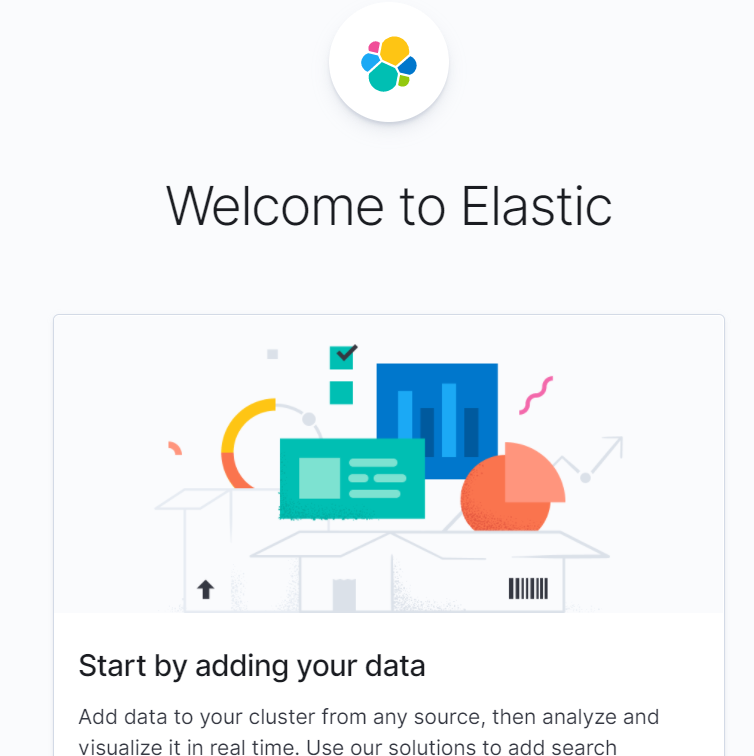 Welcome to Elastic
Start by adding your data
Add data to your cluster from any source, then analyze and
visualize it in real time. Use our solutions to add search